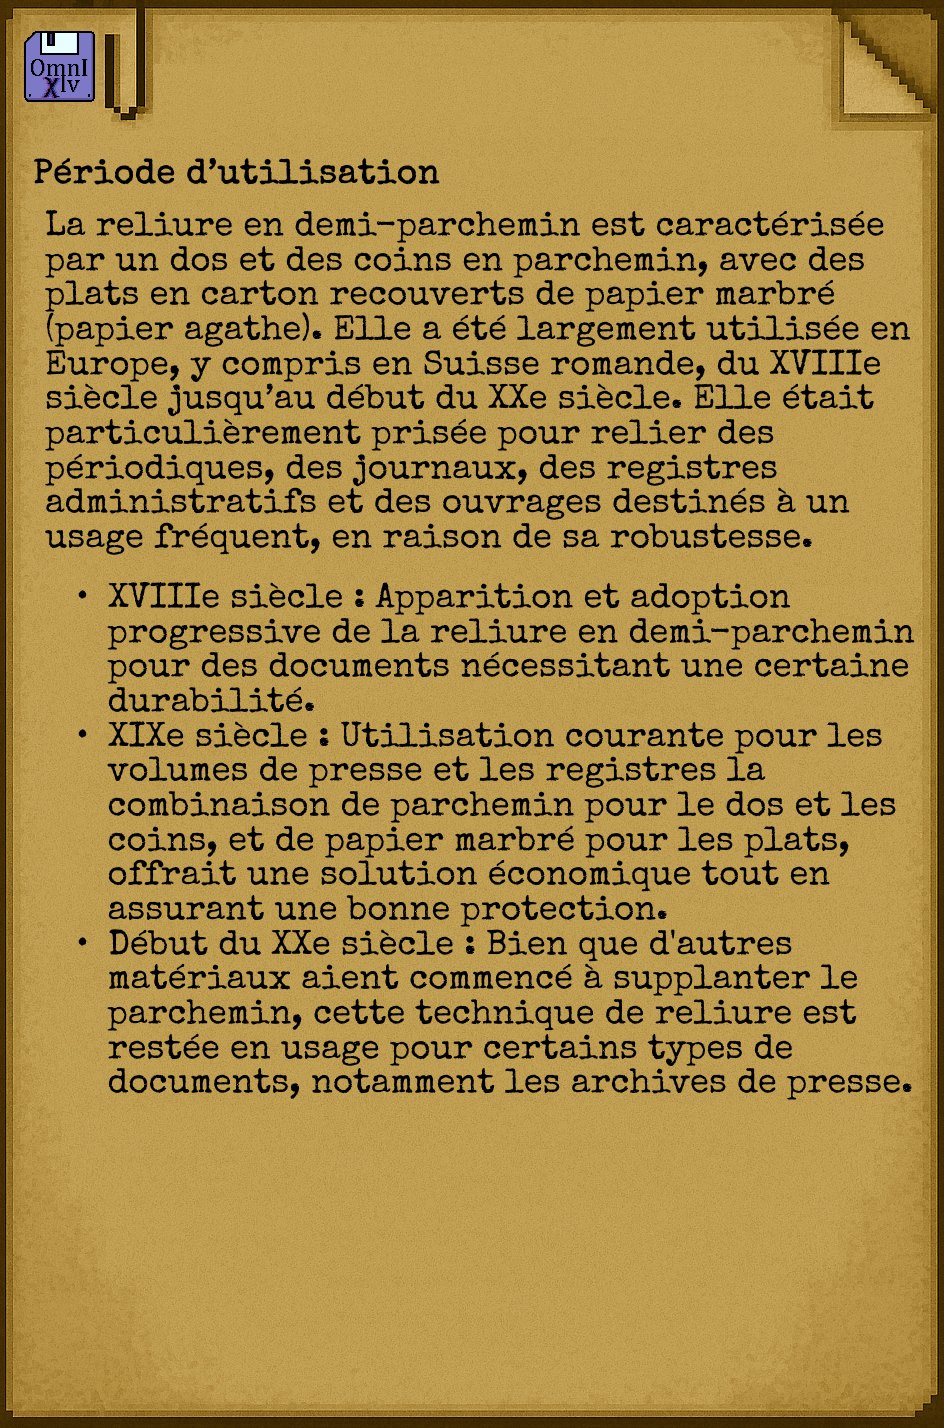 OmnI
χIv
Période d’utilisation
La reliure en demi-parchemin est caractérisée
par un dos et des coins en parchemin, avec des
plats en carton recouverts de papier marbré
(papier agathe). Elle a été largement utilisée en
Europe, y compris en Suisse romande, du XVIIIe
siècle jusqu’au début du XXe siècle. Elle était
particulièrement prisée pour relier des
périodiques, des journaux, des registres
administratifs et des ouvrages destinés à un
usage fréquent, en raison de sa robustesse.
• XVIIIe siècle : Apparition et adoption
progressive de la reliure en demi-parchemin
pour des documents nécessitant une certaine
durabilité.
• XIXe siècle : Utilisation courante pour les
volumes de presse et les registres la
combinaison de parchemin pour le dos et les
coins, et de papier marbré pour les plats,
offrait une solution économique tout en
assurant une bonne protection.
• Début du XXe siècle : Bien que d'autres
matériaux aient commencé à supplanter le
parchemin, cette technique de reliure est
restée en usage pour certains types de
documents, notamment les archives de presse.